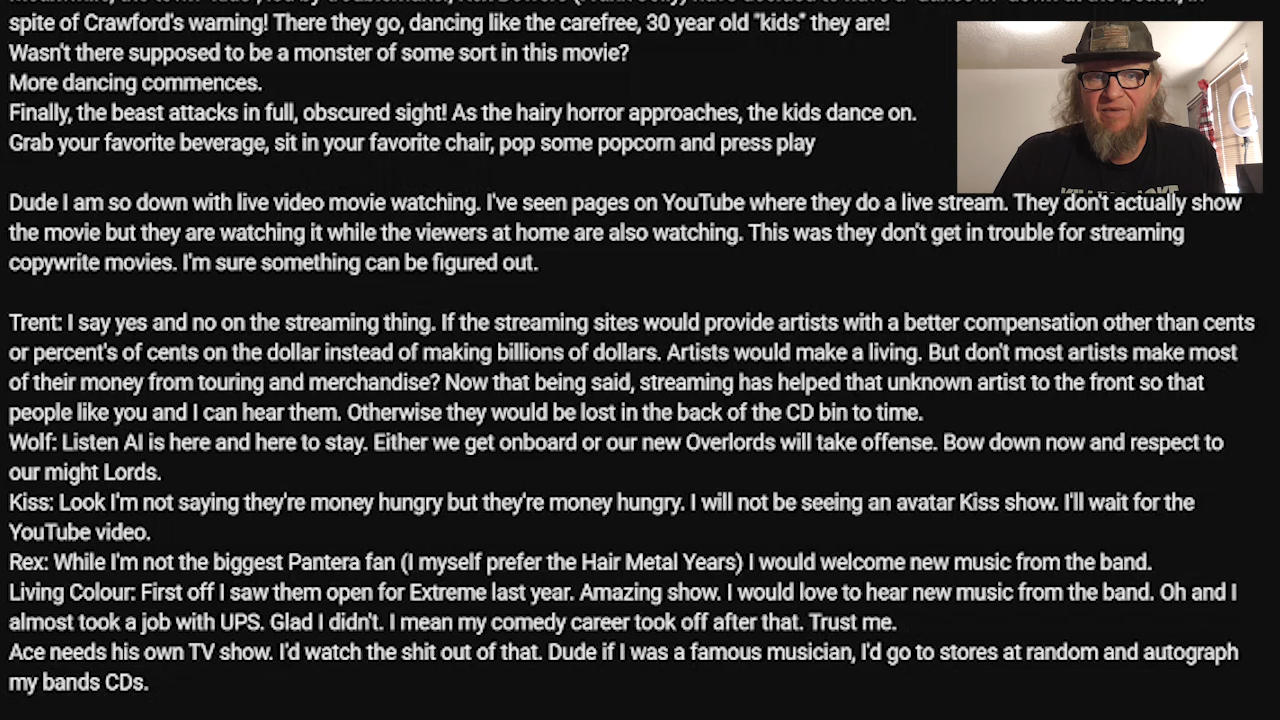 spite of Crawford's warning! There they go, dancing like the carefree, 30 year old "kids" they are!
Wasn't there supposed to be a monster of some sort in this movie?
More dancing commences.
Finally, the beast attacks in full, obscured sight! As the hairy horror approaches, the kids dance on.
Grab your favorite beverage, sit in your favorite chair, pop some popcorn and press play
Dude I am so down with live video movie watching. I've seen pages on YouTube where they do a live stream. They don't actually show
the movie but they are watching it while the viewers at home are also watching. This was they don't get in trouble for streaming
copywrite movies. I'm sure something can be figured out.
Trent: I say yes and no on the streaming thing. If the streaming sites would provide artists with a better compensation other than cents
or percent's of cents on the dollar instead of making billions of dollars. Artists would make a living. But don't most artists make most
of their money from touring and merchandise? Now that being said, streaming has helped that unknown artist to the front so that
people like you and I can hear them. Otherwise they would be lost in the back of the CD bin to time.
Wolf: Listen AI is here and here to stay. Either we get onboard or our new Overlords will take offense. Bow down now and respect to
our might Lords.
Kiss: Look I'm not saying they're money hungry but they're money hungry. I will not be seeing an avatar Kiss show. I'll wait for the
YouTube video.
Rex: While I'm not the biggest Pantera fan (I myself prefer the Hair Metal Years) I would welcome new music from the band.
Living Colour: First off I saw them open for Extreme last year. Amazing show. I would love to hear new music from the band. Oh and I
almost took a job with UPS. Glad I didn't. I mean my comedy career took off after that. Trust me.
Ace needs his own TV show. I'd watch the shit out of that. Dude if I was a famous musician, I'd go to stores at random and autograph
my bands CDs.